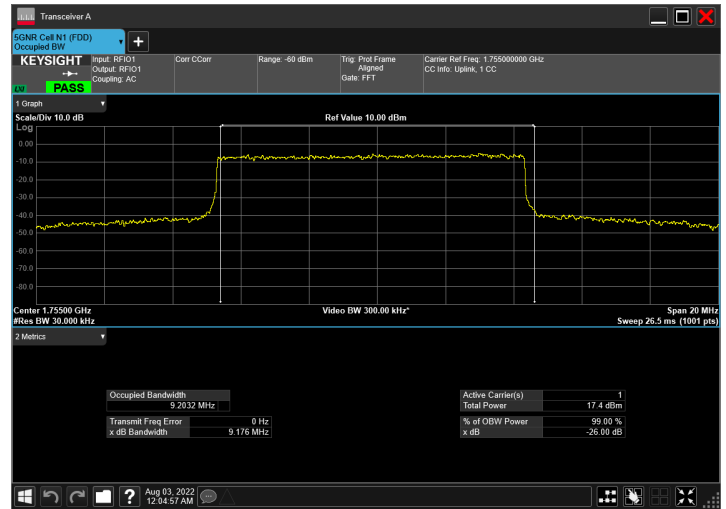 Transceiver A
5GNR Cell N1 (FDD)
Occupied BW
KEYSIGHT
LXI
PASS
Input: RFIO1
Output: RFIO1
Coupling: AC
Corr CCorr
Range: -60 dBm
Trig: Prot Frame
Aligned
Gate: FFT
Carrier Ref Freq: 1.755000000 GHz
CC Info: Uplink, 1 CC
1 Graph
Scale/Div 10.0 dB
Ref Value 10.00 dBm
Log
0.00
-10.0
-20.0
-30.0
-40.0
-50.0
-60.0
-70.0
-80.0
Center 1.75500 GHz
Video BW 300.00 kHz*
Span 20 MHz
#Res BW 30.000 kHz
Sweep 26.5 ms (1001 pts)
2 Metrics
Occupied Bandwidth
9.2032 MHz
Transmit Freq Error 0 Hz
x dB Bandwidth 9.176 MHz
Active Carrier(s) 1
Total Power 17.4 dBm
% of OBW Power 99.00 %
x dB -26.00 dB
Aug 03, 2022
12:04:57 AM